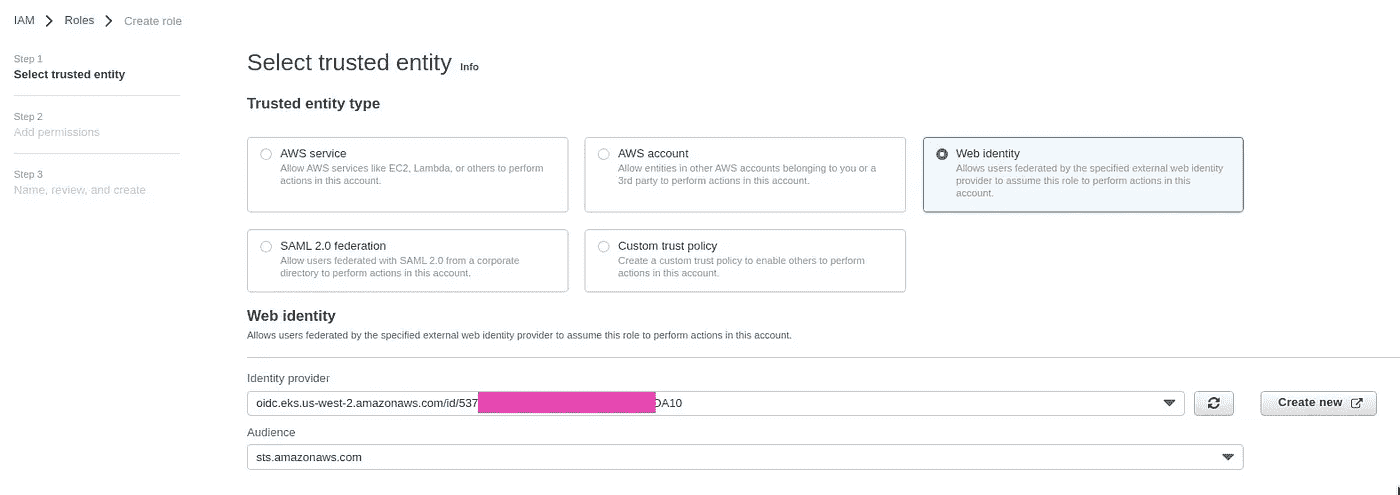 IAM Roles Create role
Step 1
Select trusted entity
Step 2
Add permissions
Step 3
Name, review, and create
Select trusted entity Info
Trusted entity type
AWS service
Allow AWS services like EC2, Lambda, or others to perform
actions in this account.
AWS account
Allow entities in other AWS accounts belonging to you or a
3rd party to perform actions in this account.
Web identity
Allows users federated by the specified external web identity
provider to assume this role to perform actions in this
account.
SAML 2.0 federation
Allow users federated with SAML 2.0 from a corporate
directory to perform actions in this account.
Custom trust policy
Create a custom trust policy to enable others to perform
actions in this account.
Web identity
Allows users federated by the specified external web identity provider to assume this role to perform actions in this account.
Identity provider
oidc.eks.us-west-2.amazonaws.com/id/537 DA10
Create new
Audience
sts.amazonaws.com